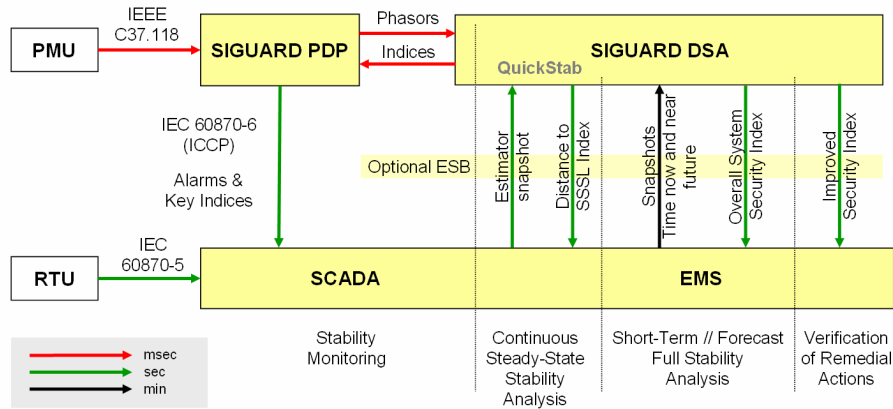 IEEE
C37.118
Phasors
PMU
SIGUARD PDP
Indices
SIGUARD DSA
QuickStab
IEC 60870-6
(ICCP)
Alarms &
Key Indices
Optional ESB
Estimator
snapshot
Distance to
SSSL Index
Snapshots
Time now and near
future
Overall System
Security Index
Improved
Security Index
IEC
60870-5
RTU
SCADA
EMS
Stability
Monitoring
Continuous
Steady-State
Stability
Analysis
Short-Term // Forecast
Full Stability
Analysis
Verification
of Remedial
Actions
msec
sec
min